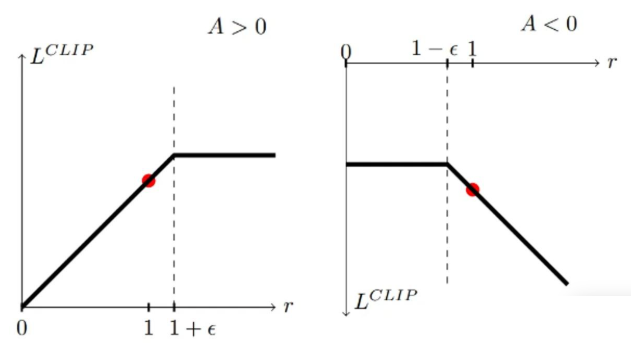 A > 0
L^{CLIP}
r
0
1
1 + ϵ
A < 0
0
1 − ϵ
1
r
L^{CLIP}